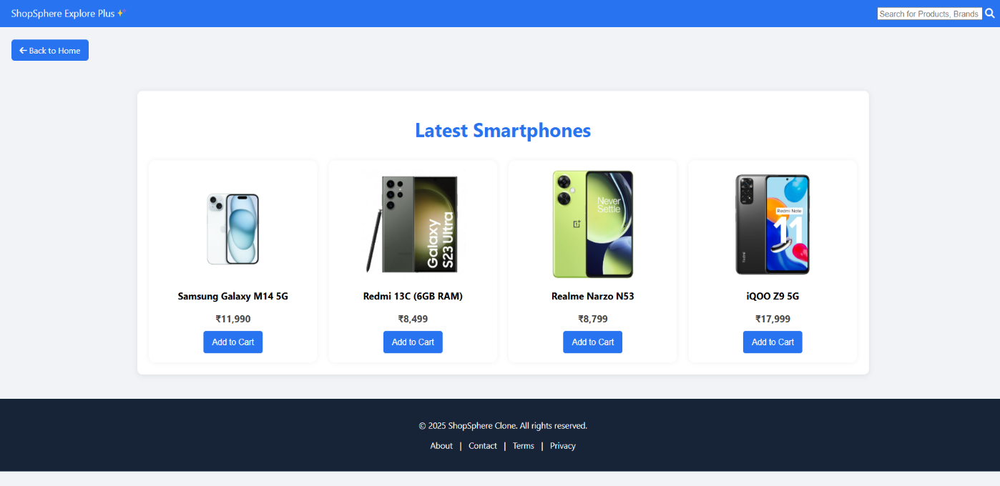 ShopSphere Explore Plus✨
Search for Products, Brands
← Back to Home
Latest Smartphones
Galaxy
S23 Ultra
Never
Settle
Redmi Note
11
Redmi
Samsung Galaxy M14 5G
₹11,990
Add to Cart
Redmi 13C (6GB RAM)
₹8,499
Add to Cart
Realme Narzo N53
₹8,799
Add to Cart
iQOO Z9 5G
₹17,999
Add to Cart
© 2025 ShopSphere Clone. All rights reserved.
About | Contact | Terms | Privacy